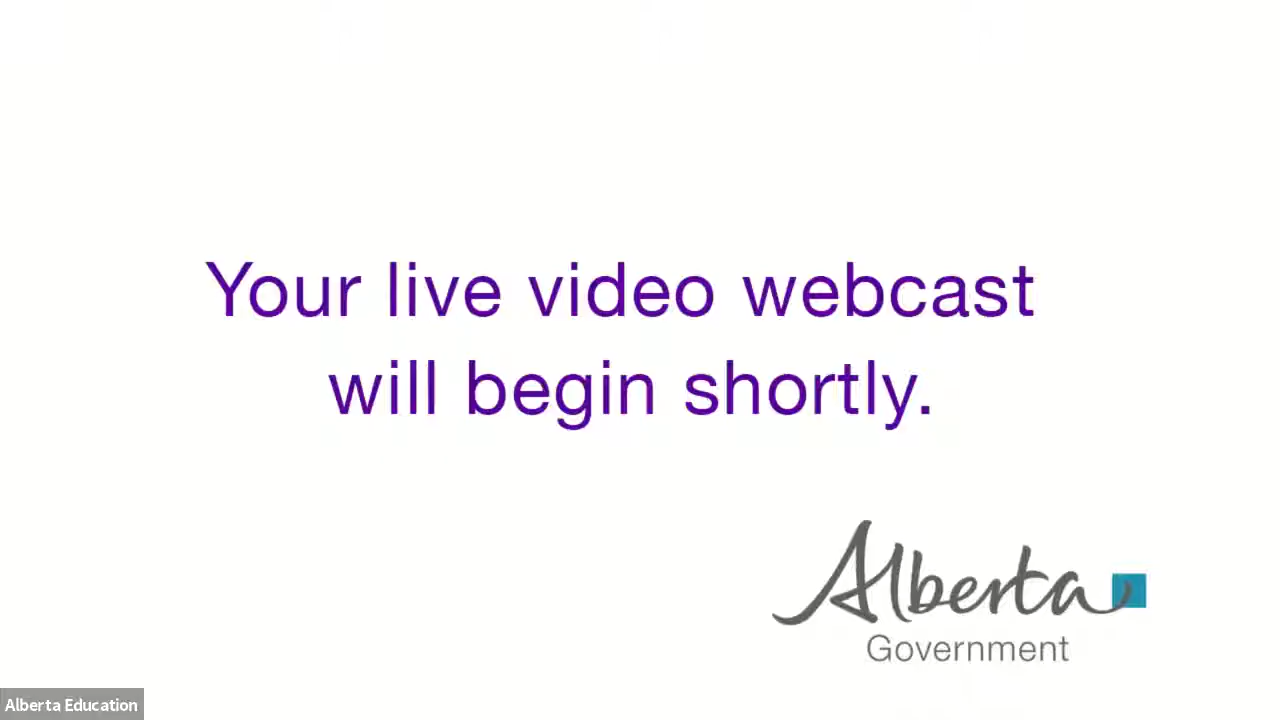 Your live video webcast
will begin shortly.
Alberta
Government
Alberta Education